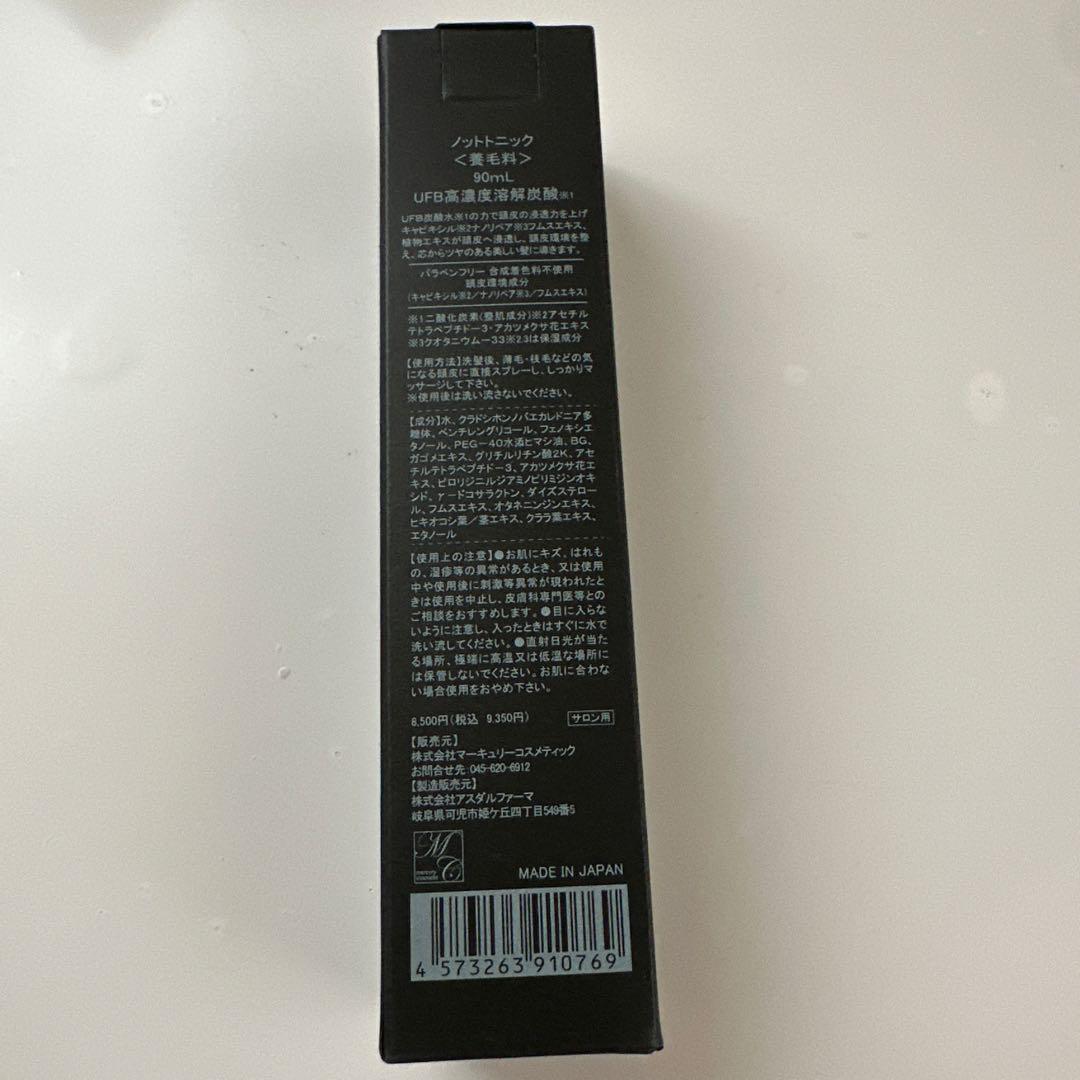 ノットトニック
＜養毛料＞
90mL
UFB高濃度溶解炭酸※1
UFB炭酸水※1の力で頭皮の浸透力を上げ
キャピキシル※2ナノリペア※3フムスエキス、
植物エキスが頭皮へ浸透し、頭皮環境を整
え、芯からツヤのある美しい髪に導きます。
パラベンフリー 合成着色料不使用
頭皮環境成分
(キャピキシル※2/ナノリペア※3/フムスエキス)
※1二酸化炭素(整肌成分)※2アセチル
テトラペプチドー3・アカツメクサ花エキス
※3クオタニウムー33※2.3は保湿成分
【使用方法】洗髪後、薄毛・枝毛などの気
になる頭皮に直接スプレーし、しっかりマ
ッサージして下さい。
※使用後は洗い流さないでください。
【成分】水、クラドシホンノバエカレドニア多
糖体、ペンチレングリコール、フェノキシエ
タノール、PEG－40水添ヒマシ油、BG、
ガゴメエキス、グリチルリチン酸2K、アセ
チルテトラペプチド－3、アカツメクサ花エ
キス、ピロリジニルジアミノピリミジンオキ
シド、γ－ドコサラクトン、ダイズステロー
ル、フムスエキス、オタネニンジンエキス、
ヒキオコシ葉／茎エキス、クララ葉エキス、
エタノール
【使用上の注意】●お肌にキズ、はれも
の、湿疹等の異常があるとき、又は使用
中や使用後に刺激等異常が現われたと
きは使用を中止し、皮膚科専門医等との
ご相談をおすすめします。●目に入らな
いように注意し、入ったときはすぐに水で
洗い流してください。●直射日光が当た
る場所、極端に高温又は低温な場所に
は保管しないでください。お肌に合わな
い場合使用をおやめ下さい。
8,500円(税込 9,350円) サロン用
【販売元】
株式会社マーキュリーコスメティック
お問合せ先 045-620-6912
【製造販売元】
株式会社アスダルファーマ
岐阜県可児市姫ケ丘四丁目549番5
MC
mercury cosmetic
MADE IN JAPAN
4 573263 910769